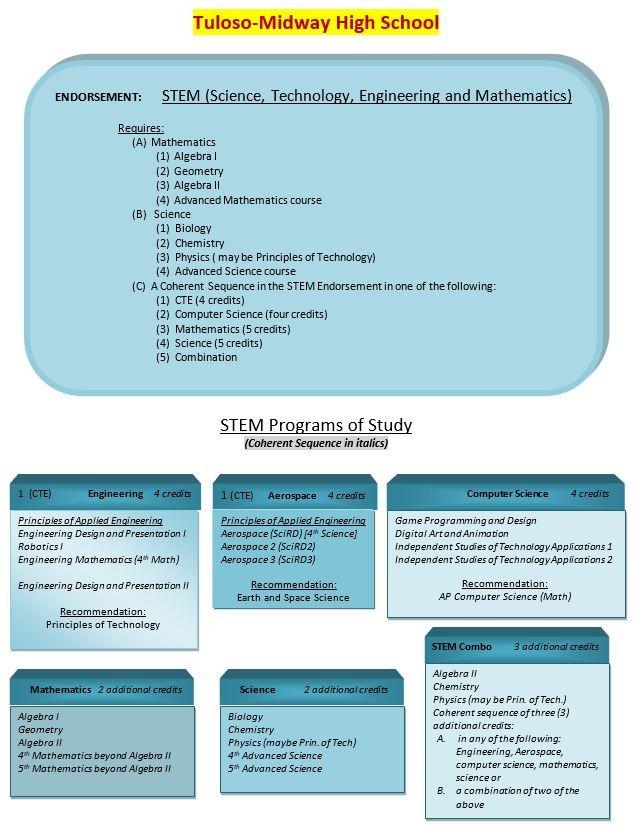 Tuloso-Midway High School
ENDORSEMENT: STEM (Science, Technology, Engineering and Mathematics)
Requires:
(A) Mathematics
(1) Algebra I
(2) Geometry
(3) Algebra II
(4) Advanced Mathematics course
(B) Science
(1) Biology
(2) Chemistry
(3) Physics ( may be Principles of Technology)
(4) Advanced Science course
(C) A Coherent Sequence in the STEM Endorsement in one of the following:
(1) CTE (4 credits)
(2) Computer Science (four credits)
(3) Mathematics (5 credits)
(4) Science (5 credits)
(5) Combination
STEM Programs of Study
(Coherent Sequence in italics)
1 (CTE) Engineering 4 credits
Principles of Applied Engineering
Engineering Design and Presentation I
Robotics I
Engineering Mathematics (4th Math)
Engineering Design and Presentation II
Recommendation:
Principles of Technology
1 (CTE) Aerospace 4 credits
Principles of Applied Engineering
Aerospace (SciRD) [4th Science]
Aerospace 2 (SciRD2)
Aerospace 3 (SciRD3)
Recommendation:
Earth and Space Science
Computer Science 4 credits
Game Programming and Design
Digital Art and Animation
Independent Studies of Technology Applications 1
Independent Studies of Technology Applications 2
Recommendation:
AP Computer Science (Math)
Mathematics 2 additional credits
Algebra I
Geometry
Algebra II
4th Mathematics beyond Algebra II
5th Mathematics beyond Algebra II
Science 2 additional credits
Biology
Chemistry
Physics (maybe Prin. of Tech)
4th Advanced Science
5th Advanced Science
STEM Combo 3 additional credits
Algebra II
Chemistry
Physics (may be Prin. of Tech.)
Coherent sequence of three (3)
additional credits:
A. in any of the following:
Engineering, Aerospace,
computer science, mathematics,
science or
B. a combination of two of the
above